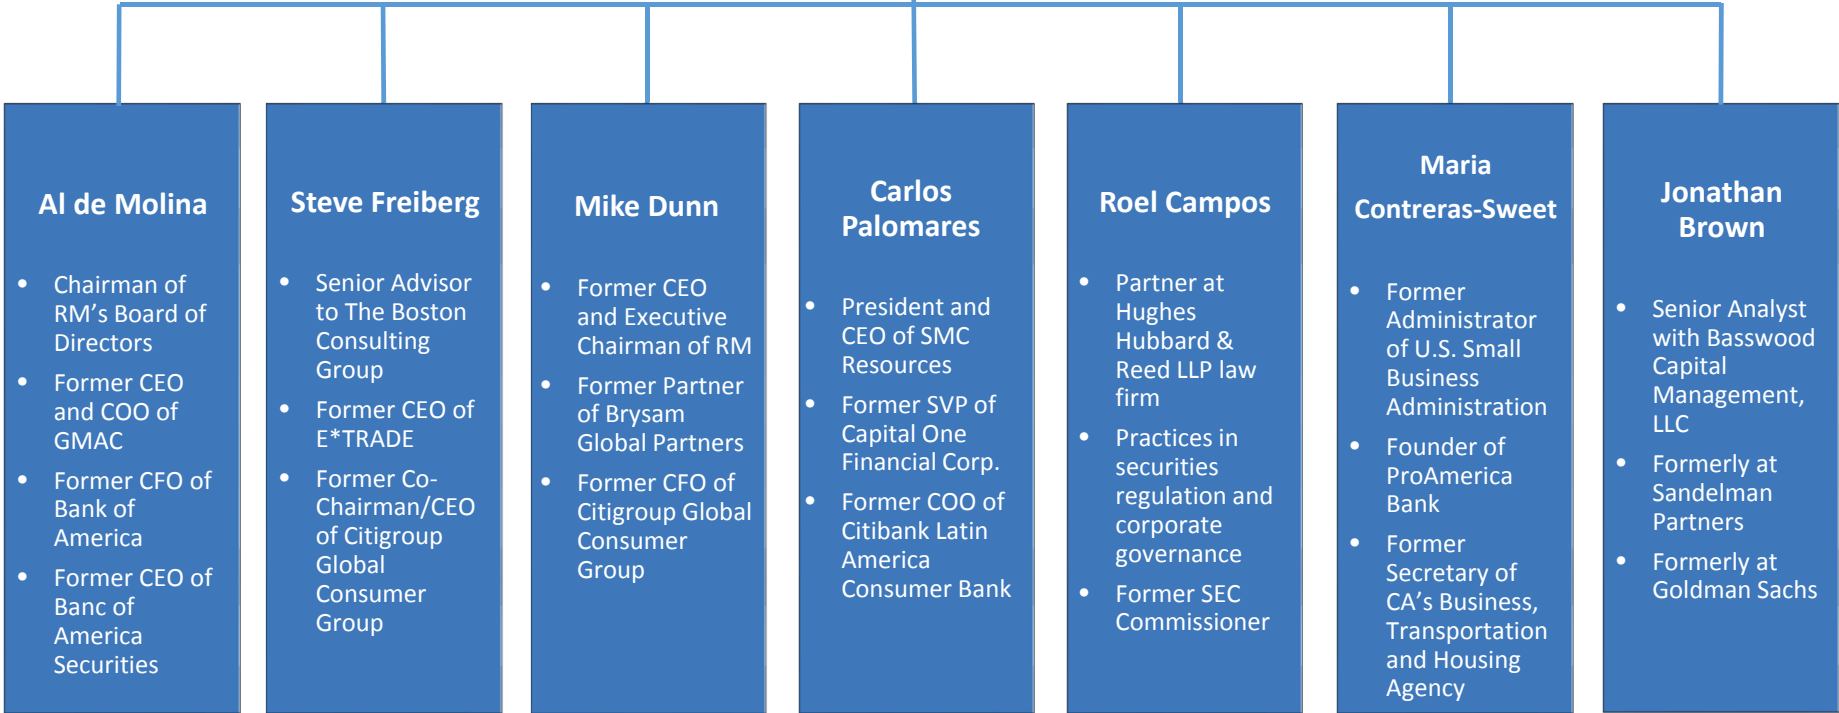 Al de Molina
• Chairman of
RM's Board of
Directors
• Former CEO
and COO of
GMAC
• Former CFO of
Bank of
America
• Former CEO of
Banc of
America
Securities
Steve Freiberg
• Senior Advisor
to The Boston
Consulting
Group
• Former CEO of
E*TRADE
• Former Co-
Chairman/CEO
of Citigroup
Global
Consumer
Group
Mike Dunn
• Former CEO
and Executive
Chairman of RM
• Former Partner
of Brysam
Global Partners
• Former CFO of
Citigroup Global
Consumer
Group
Carlos
Palomares
• President and
CEO of SMC
Resources
• Former SVP of
Capital One
Financial Corp.
• Former COO of
Citibank Latin
America
Consumer Bank
Roel Campos
• Partner at
Hughes
Hubbard &
Reed LLP law
firm
• Practices in
securities
regulation and
corporate
governance
• Former SEC
Commissioner
Maria
Contreras-Sweet
• Former
Administrator
of U.S. Small
Business
Administration
• Founder of
ProAmerica
Bank
• Former
Secretary of
CA's Business,
Transportation
and Housing
Agency
Jonathan
Brown
• Senior Analyst
with Basswood
Capital
Management,
LLC
• Formerly at
Sandelman
Partners
• Formerly at
Goldman Sachs